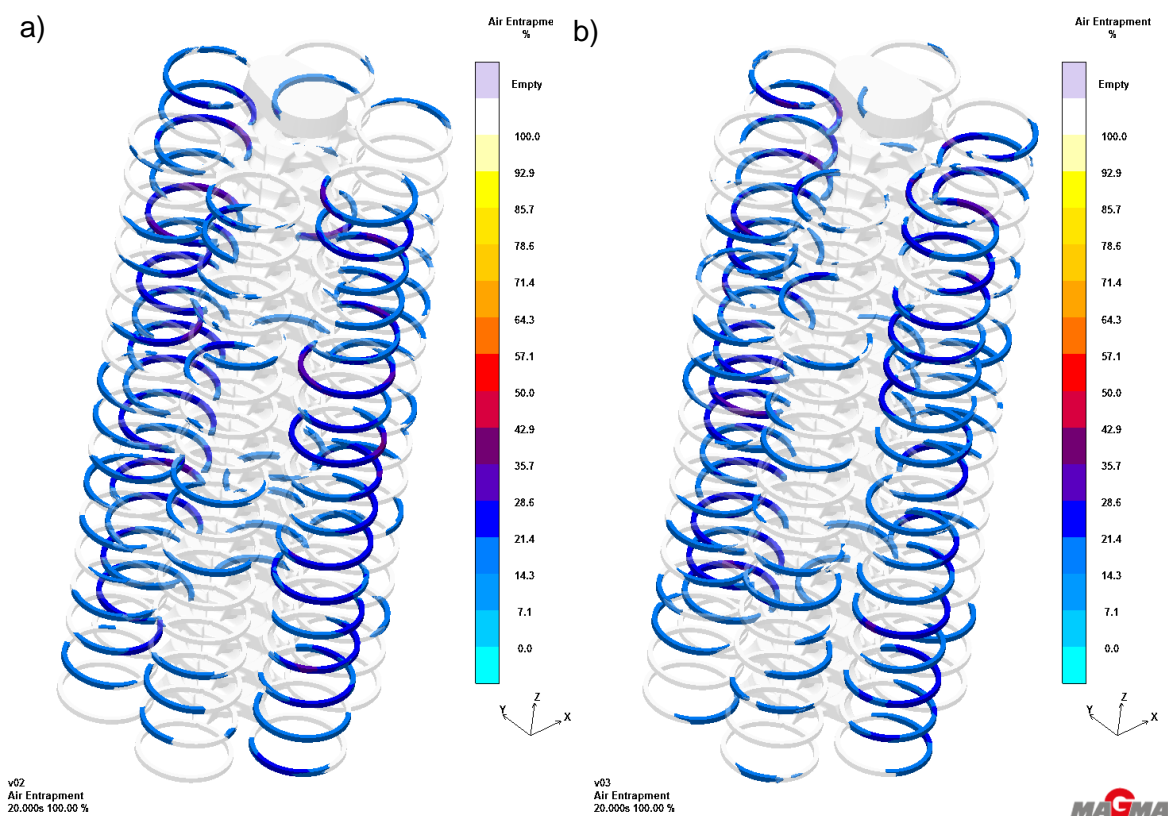 a)
Air Entrapme
%
Empty
100.0
92.9
85.7
78.6
71.4
64.3
57.1
50.0
42.9
35.7
28.6
21.4
14.3
7.1
0.0
Z
Y
X
v02
Air Entrapment
20.000s 100.00 %
b)
Air Entrapment
%
Empty
100.0
92.9
85.7
78.6
71.4
64.3
57.1
50.0
42.9
35.7
28.6
21.4
14.3
7.1
0.0
Z
Y
X
v03
Air Entrapment
20.000s 100.00 %
MAGMA